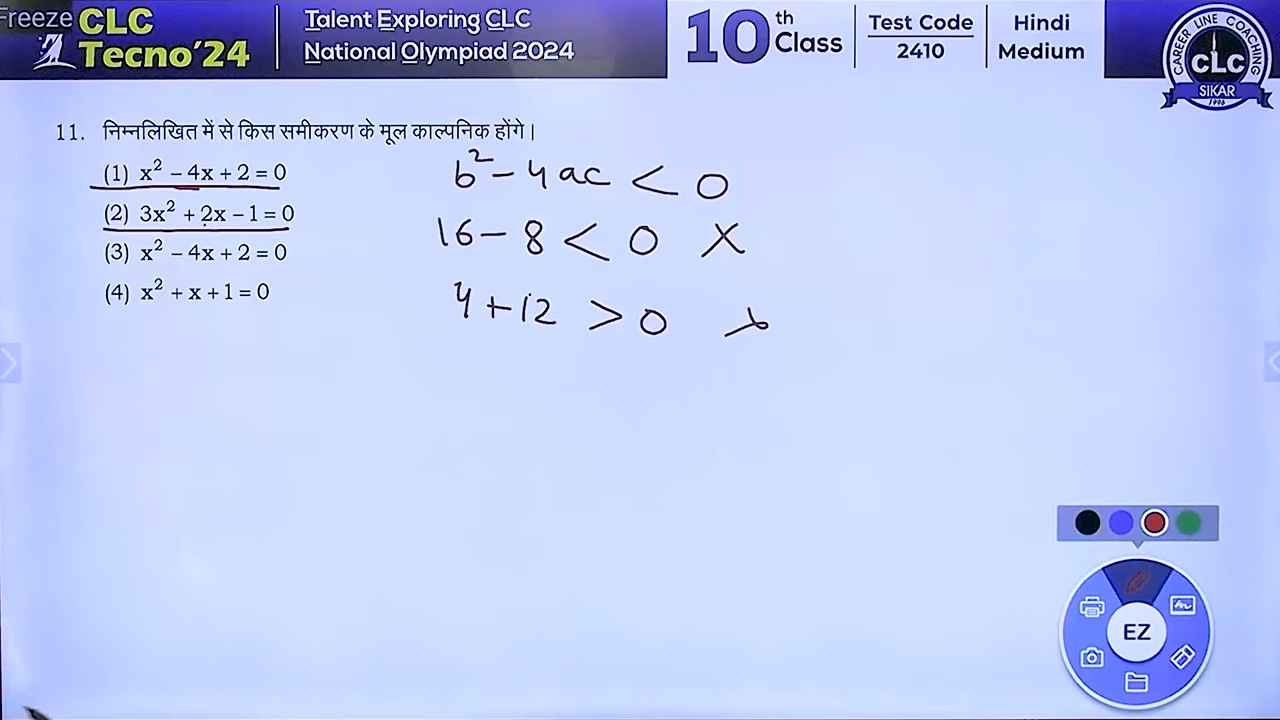 Freeze
CLC
Tecno'24
Talent Exploring CLC
National Olympiad 2024
10th Class
Test Code
2410
Hindi
Medium
CAREER LINE COACHING
CLC
SIKAR
1996
11. निम्नलिखित में से किस समीकरण के मूल काल्पनिक होंगे।
(1) x² − 4x + 2 = 0
(2) 3x² + 2x − 1 = 0
(3) x² − 4x + 2 = 0
(4) x² + x + 1 = 0
b² − 4ac < 0
16 − 8 < 0 X
4 + 12 > 0
EZ